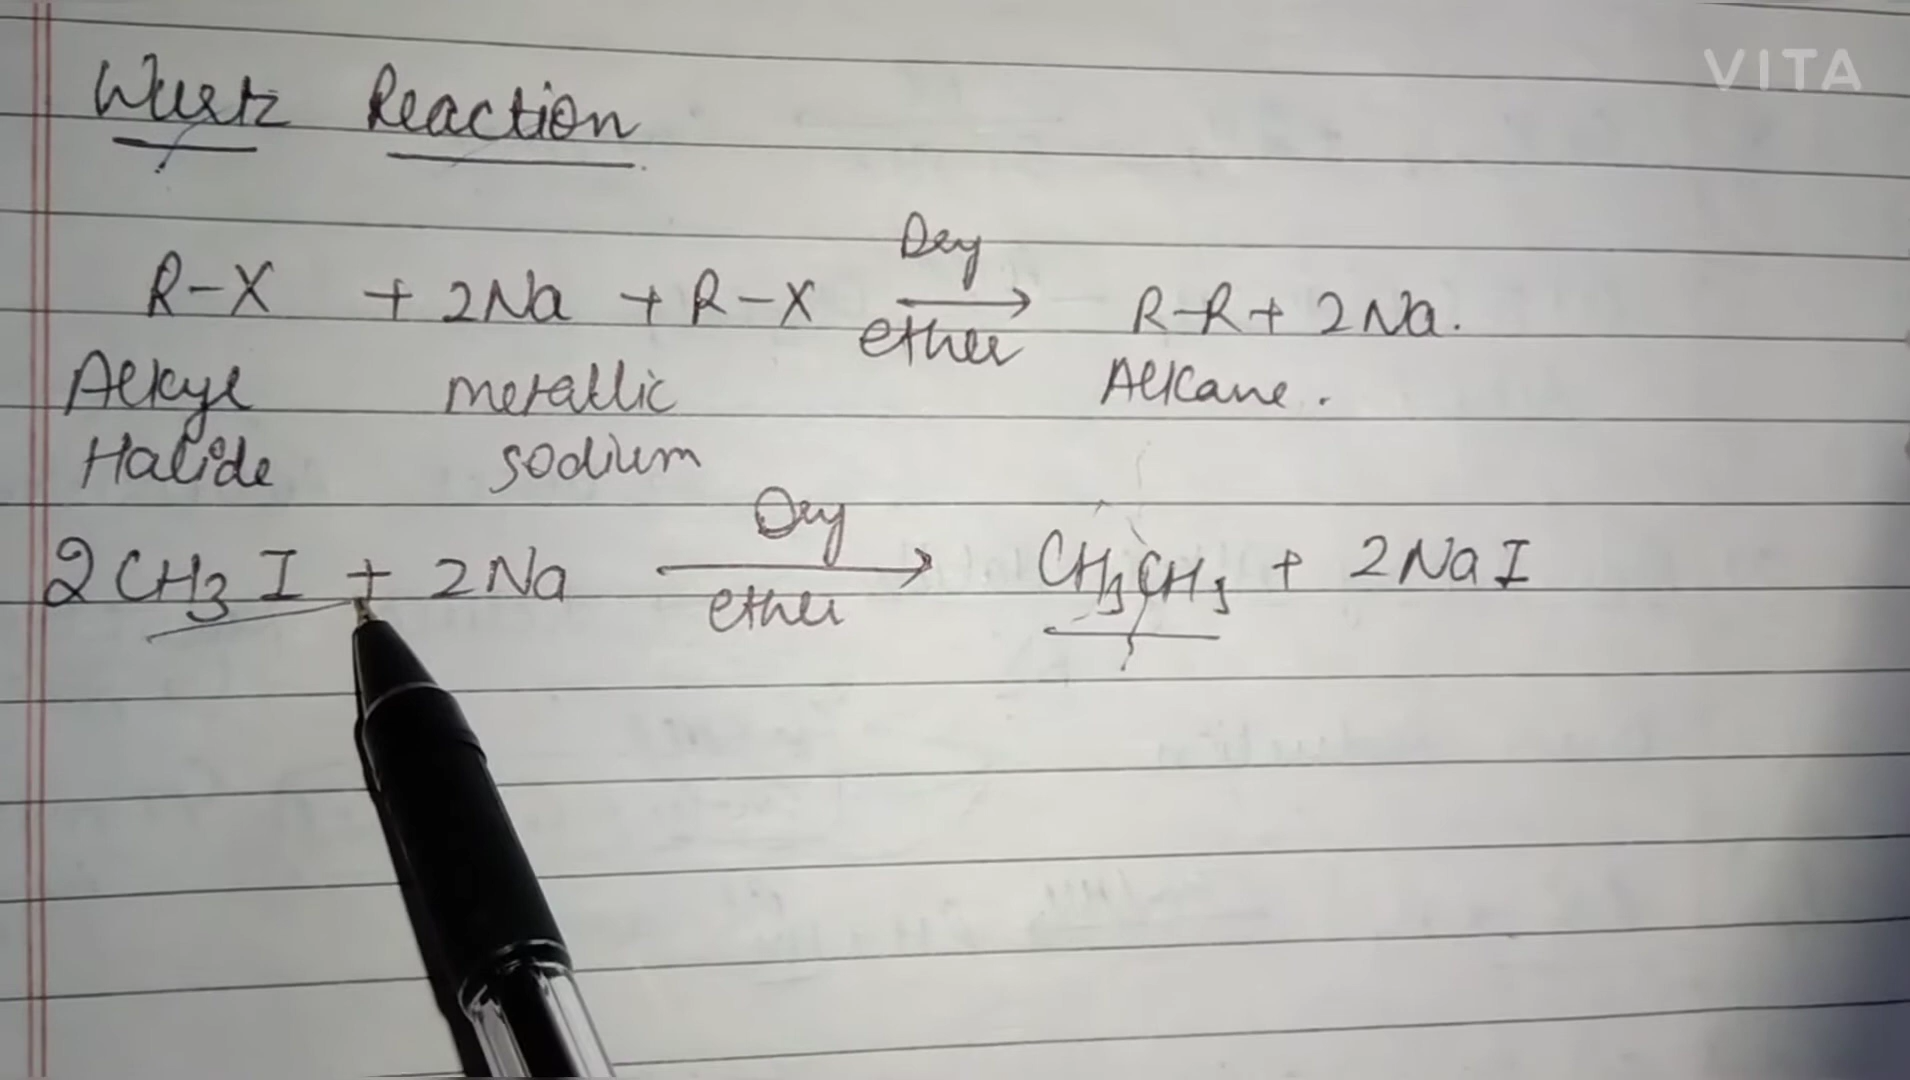 VITA
Wurtz Reaction
R-X + 2Na + R-X Dry ether → R-R + 2Na.
Alkyl metallic Alkane.
Halide sodium
2CH3I + 2Na Dry ether → CH3CH3 + 2NaI